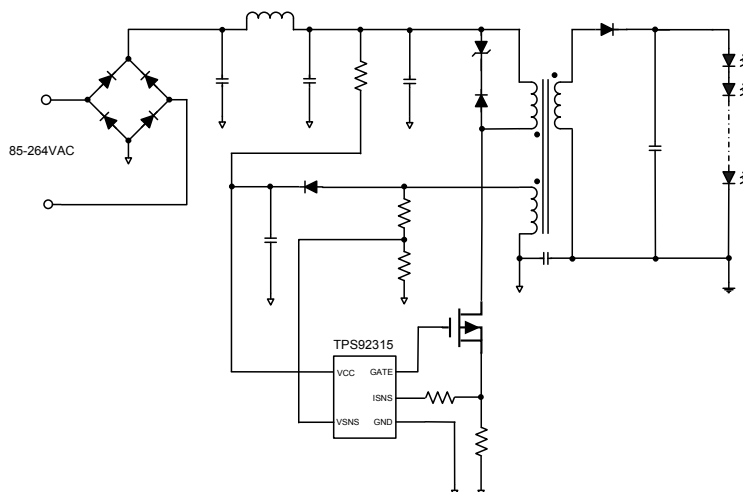 85-264VAC
TPS92315
VCC
GATE
ISNS
VSNS
GND